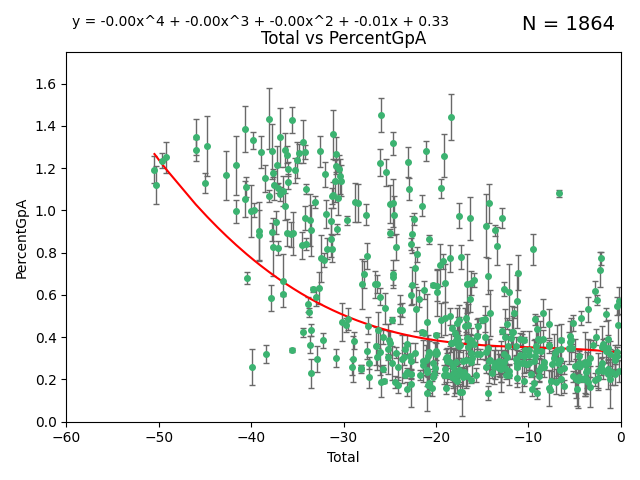 y = -0.00x^4 + -0.00x^3 + -0.00x^2 + -0.01x + 0.33
N = 1864
Total vs PercentGpA
1.6
1.4
1.2
1.0
0.8
0.6
0.4
0.2
0.0
PercentGpA
−60 −50 −40 −30 −20 −10 0
Total